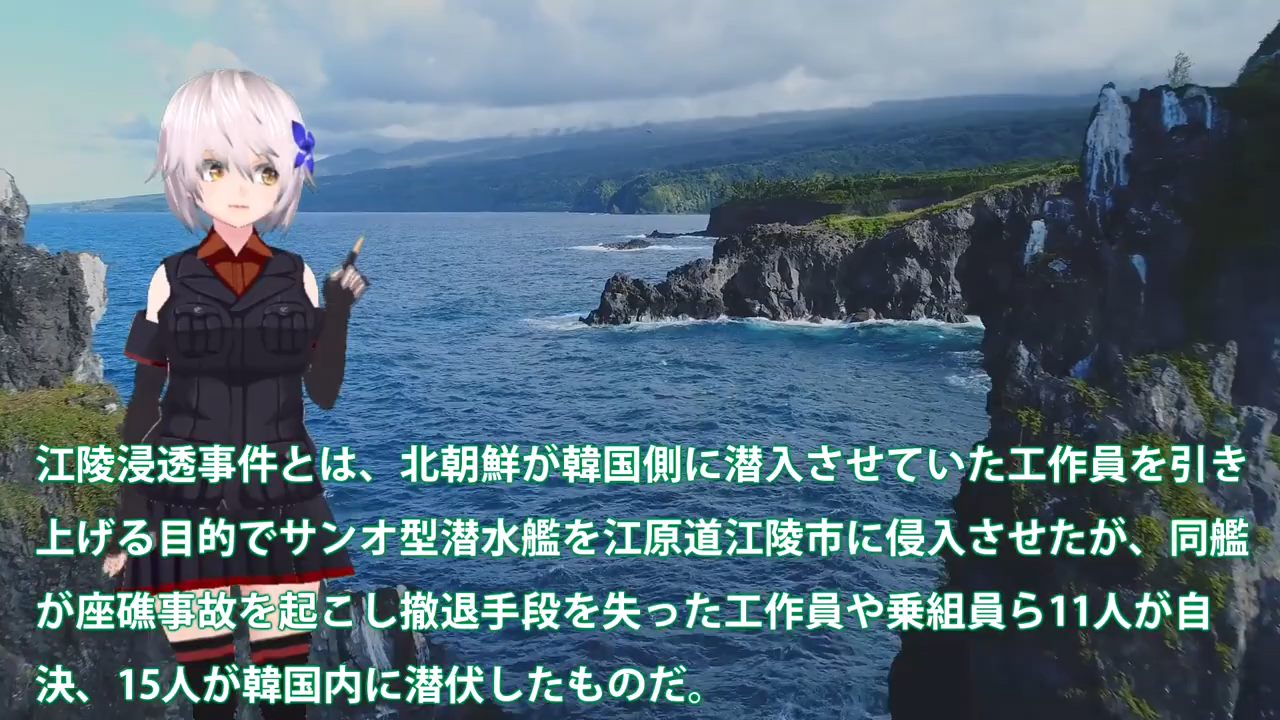 江陵浸透事件とは、北朝鮮が韓国側に潜入させていた工作員を引き
上げる目的でサンオ型潜水艦を江原道江陵市に侵入させたが、同艦
が座礁事故を起こし撤退手段を失った工作員や乗組員ら11人が自
決、15人が韓国内に潜伏したものだ。